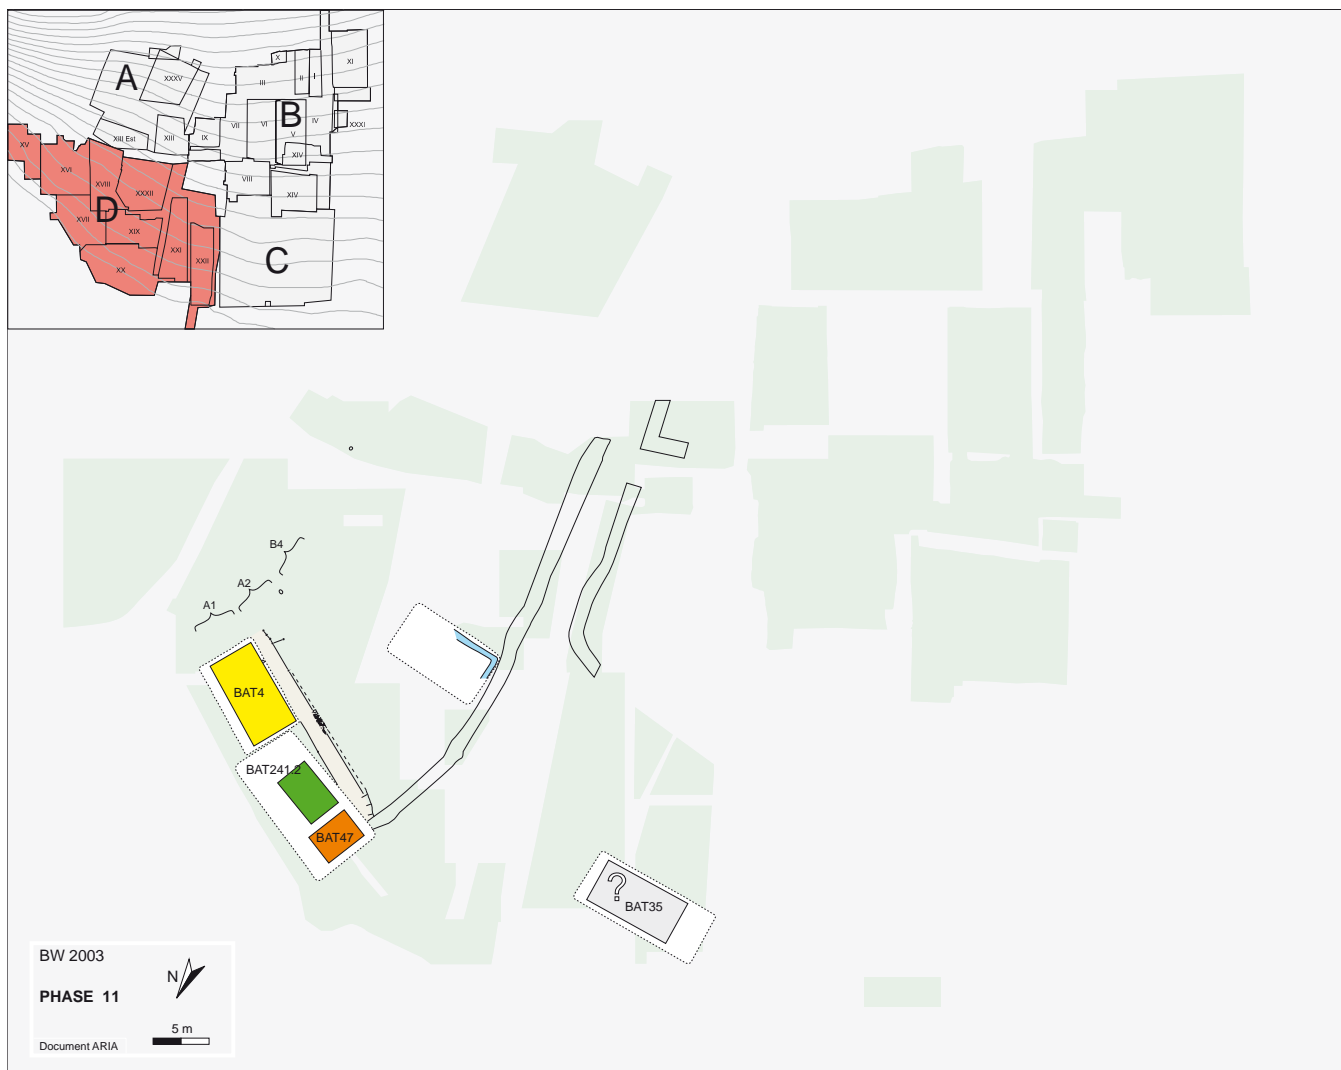 A
B
C
D
X
XI
XXXV
III
II
I
XXXI
XIII Est
XIII
IX
VII
VI
V
IV
XIV
VIII
XIV
XV
XVI
XVIII
XXXII
XVII
XIX
XXI
XXII
XX
B4
A2
A1
BAT4
BAT241.2
BAT47
?
BAT35
BW 2003
N
PHASE 11
5 m
Document ARIA